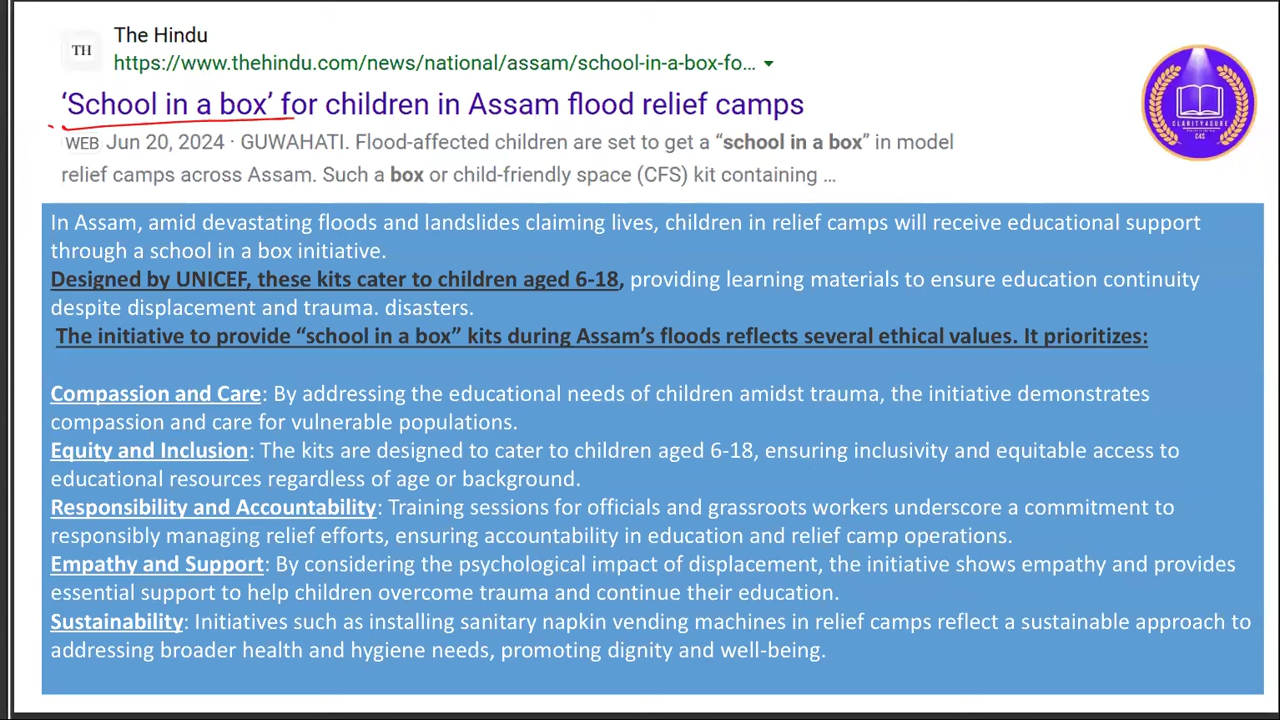 The Hindu
TH
https://www.thehindu.com/news/national/assam/school-in-a-box-fo...
‘School in a box’ for children in Assam flood relief camps
WEB Jun 20, 2024 · GUWAHATI. Flood-affected children are set to get a “school in a box” in model
relief camps across Assam. Such a box or child-friendly space (CFS) kit containing ...
CLARITY4SURE
C4S
In Assam, amid devastating floods and landslides claiming lives, children in relief camps will receive educational support
through a school in a box initiative.
Designed by UNICEF, these kits cater to children aged 6-18, providing learning materials to ensure education continuity
despite displacement and trauma. disasters.
The initiative to provide “school in a box” kits during Assam’s floods reflects several ethical values. It prioritizes:
Compassion and Care: By addressing the educational needs of children amidst trauma, the initiative demonstrates
compassion and care for vulnerable populations.
Equity and Inclusion: The kits are designed to cater to children aged 6-18, ensuring inclusivity and equitable access to
educational resources regardless of age or background.
Responsibility and Accountability: Training sessions for officials and grassroots workers underscore a commitment to
responsibly managing relief efforts, ensuring accountability in education and relief camp operations.
Empathy and Support: By considering the psychological impact of displacement, the initiative shows empathy and provides
essential support to help children overcome trauma and continue their education.
Sustainability: Initiatives such as installing sanitary napkin vending machines in relief camps reflect a sustainable approach to
addressing broader health and hygiene needs, promoting dignity and well-being.